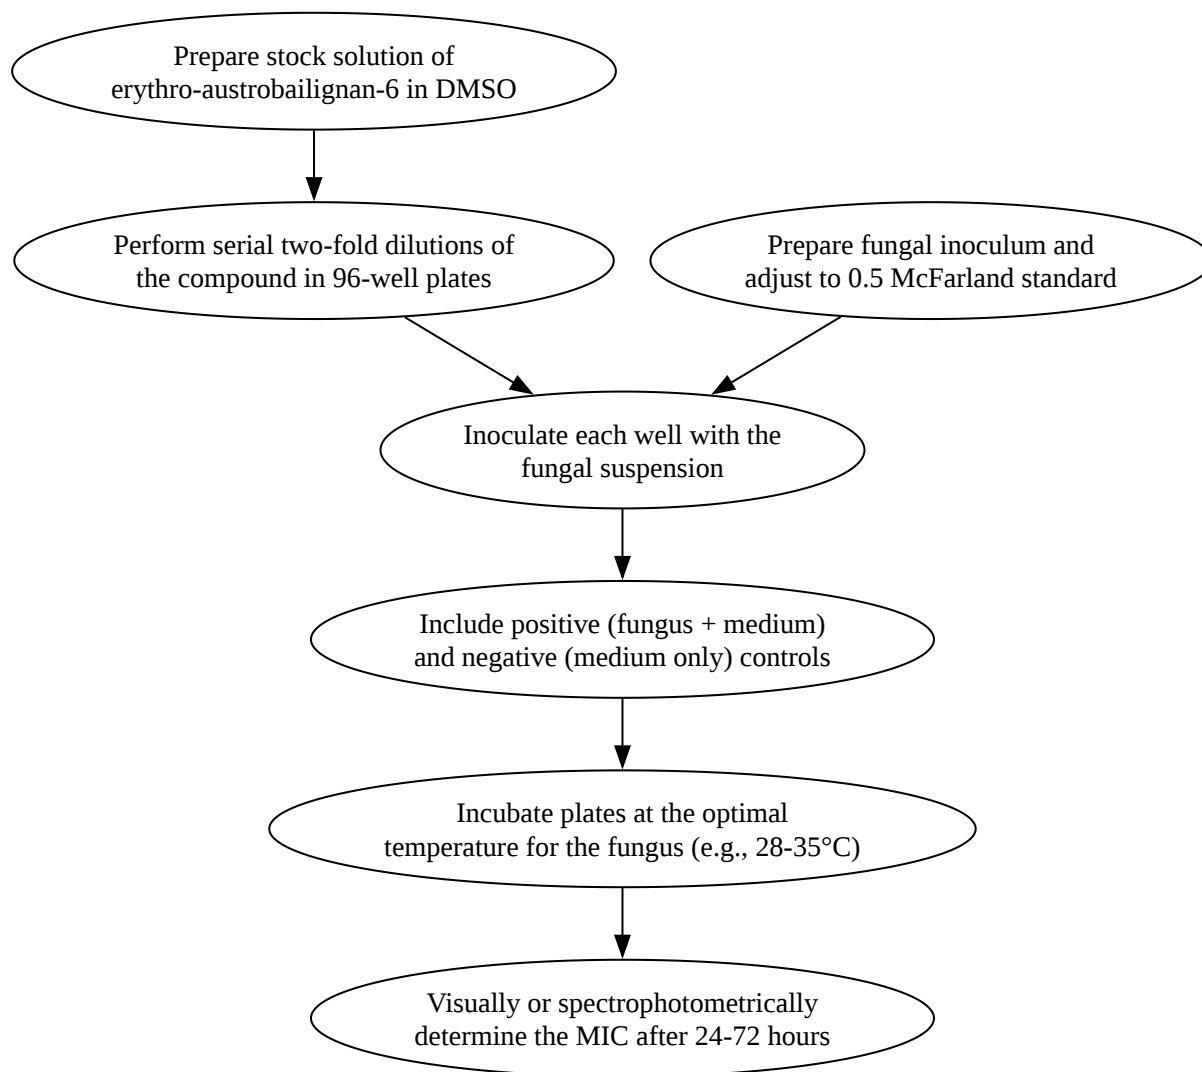 Prepare stock solution of
erythro-austrobailignan-6 in DMSO
Perform serial two-fold dilutions of
the compound in 96-well plates
Prepare fungal inoculum and
adjust to 0.5 McFarland standard
Inoculate each well with the
fungal suspension
Include positive (fungus + medium)
and negative (medium only) controls
Incubate plates at the optimal
temperature for the fungus (e.g., 28-35°C)
Visually or spectrophotometrically
determine the MIC after 24-72 hours